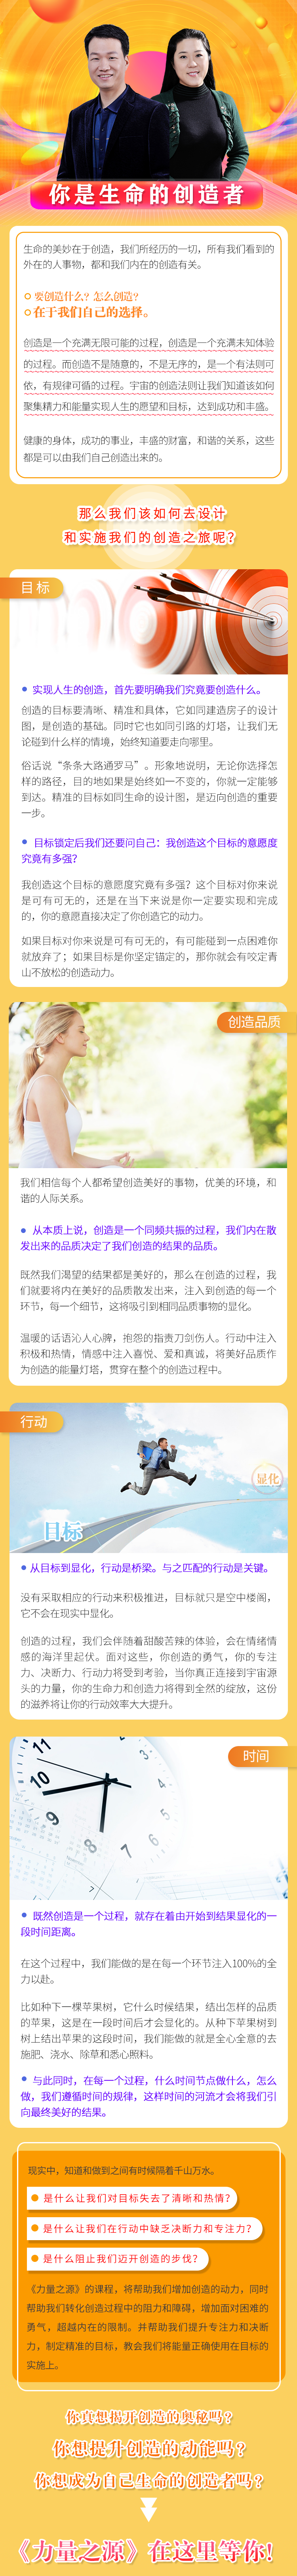 你是生命的创造者
生命的美妙在于创造，我们所经历的一切，所有我们看到的
外在的人事物，都和我们内在的创造有关。
要创造什么？怎么创造？
在于我们自己的选择。
创造是一个充满无限可能的过程，创造是一个充满未知体验
的过程。而创造不是随意的，不是无序的，是一个有法则可
依，有规律可循的过程。宇宙的创造法则让我们知道该如何
聚集精力和能量实现人生的愿望和目标，达到成功和丰盛。
健康的身体，成功的事业，丰盛的财富，和谐的关系，这些
都是可以由我们自己创造出来的。
那么我们该如何去设计
和实施我们的创造之旅呢？
目标
实现人生的创造，首先要明确我们究竟要创造什么。
创造的目标要清晰、精准和具体，它如同建造房子的设计
图，是创造的基础。同时它也如同引路的灯塔，让我们无
论碰到什么样的情境，始终知道要走向哪里。
俗话说“条条大路通罗马”。形象地说明，无论你选择怎
样的路径，目的地如果是始终如一不变的，你就一定能够
到达。精准的目标如同生命的设计图，是迈向创造的重要
一步。
目标锁定后我们还要问自己：我创造这个目标的意愿度
究竟有多强？
我创造这个目标的意愿度究竟有多强？这个目标对你来说
是可有可无的，还是在当下来说是你一定要实现和完成
的，你的意愿直接决定了你创造它的动力。
如果目标对你来说是可有可无的，有可能碰到一点困难你
就放弃了；如果目标是你坚定锚定的，那你就会有咬定青
山不放松的创造动力。
创造品质
我们相信每个人都希望创造美好的事物，优美的环境，和
谐的人际关系。
从本质上说，创造是一个同频共振的过程，我们内在散
发出来的品质决定了我们创造的结果的品质。
既然我们渴望的结果都是美好的，那么在创造的过程，我
们就要将内在美好的品质散发出来，注入到创造的每一个
环节，每一个细节，这将吸引到相同品质事物的显化。
温暖的话语沁人心脾，抱怨的指责刀剑伤人。行动中注入
积极和热情，情感中注入喜悦、爱和真诚，将美好品质作
为创造的能量灯塔，贯穿在整个的创造过程中。
行动
显化
目标
从目标到显化，行动是桥梁。与之匹配的行动是关键。
没有采取相应的行动来积极推进，目标就只是空中楼阁，
它不会在现实中显化。
创造的过程，我们会伴随着甜酸苦辣的体验，会在情绪情
感的海洋里起伏。面对这些，你创造的勇气，你的专注
力、决断力、行动力将受到考验，当你真正连接到宇宙源
头的力量，你的生命力和创造力将得到全然的绽放，这份
的滋养将让你的行动效率大大提升。
时间
11
10
9
8
7
6
5
4
既然创造是一个过程，就存在着由开始到结果显化的一
段时间距离。
在这个过程中，我们能做的是在每一个环节注入100%的全
力以赴。
比如种下一棵苹果树，它什么时候结果，结出怎样的品质
的苹果，这是在一段时间后才会显化的。从种下苹果树到
树上结出苹果的这段时间，我们能做的就是全心全意的去
施肥、浇水、除草和悉心照料。
与此同时，在每一个过程，什么时间节点做什么，怎么
做，我们遵循时间的规律，这样时间的河流才会将我们引
向最终美好的结果。
现实中，知道和做到之间有时候隔着千山万水。
是什么让我们对目标失去了清晰和热情？
是什么让我们在行动中缺乏决断力和专注力？
是什么阻止我们迈开创造的步伐？
《力量之源》的课程，将帮助我们增加创造的动力，同时
帮助我们转化创造过程中的阻力和障碍，增加面对困难的
勇气，超越内在的限制。并帮助我们提升专注力和决断
力，制定精准的目标，教会我们将能量正确使用在目标的
实施上。
你真想揭开创造的奥秘吗？
你想提升创造的动能吗？
你想成为自己生命的创造者吗？
《力量之源》在这里等你！